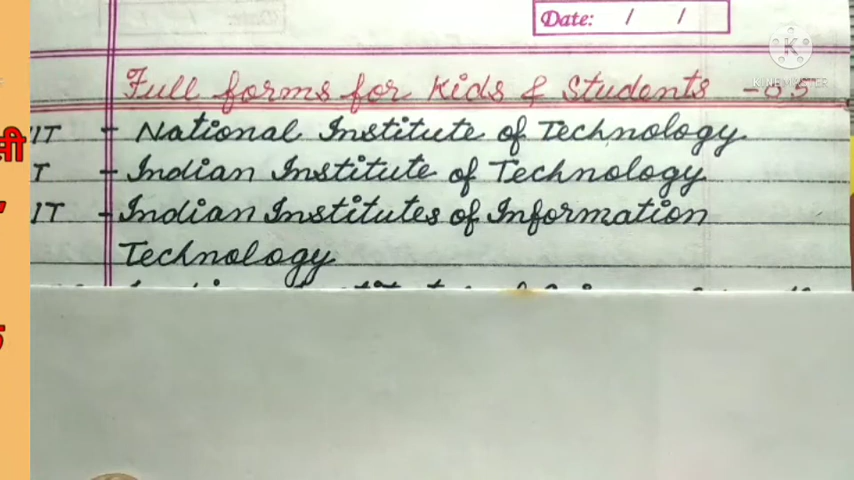 Date: / /
KINEMASTER
Full forms for Kids & Students - 05
IT - National Institute of Technology
T - Indian Institute of Technology
IT - Indian Institutes of Information
Technology
सी